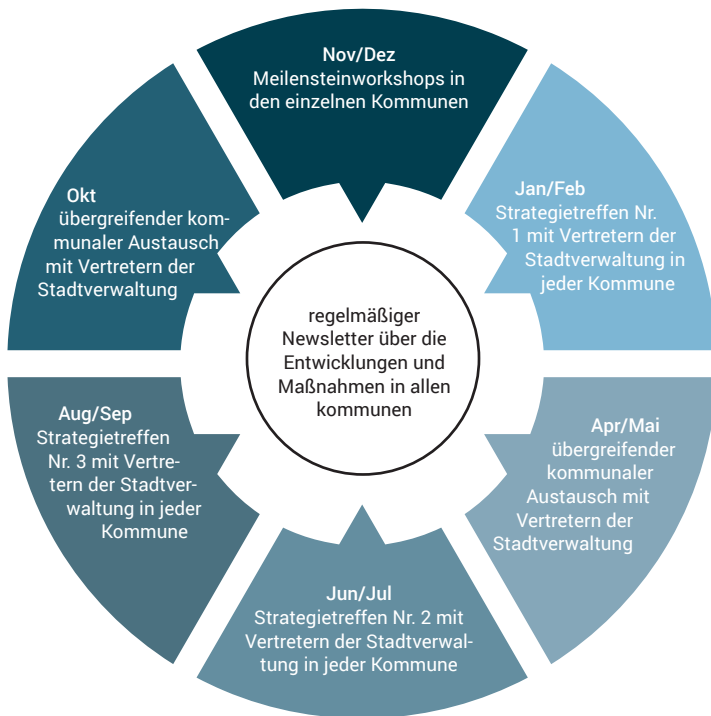 Nov/Dez
Meilensteinworkshops in
den einzelnen Kommunen
Jan/Feb
Strategietreffen Nr.
1 mit Vertretern der
Stadtverwaltung in
jeder Kommune
Apr/Mai
übergreifender
kommunaler
Austausch mit
Vertretern der
Stadtverwaltung
Jun/Jul
Strategietreffen Nr. 2 mit
Vertretern der Stadtverwal-
tung in jeder Kommune
Aug/Sep
Strategietreffen
Nr. 3 mit Vertre-
tern der Stadtver-
waltung in jeder
Kommune
Okt
übergreifender kom-
munaler Austausch
mit Vertretern der
Stadtverwaltung
regelmäßiger
Newsletter über die
Entwicklungen und
Maßnahmen in allen
kommunen